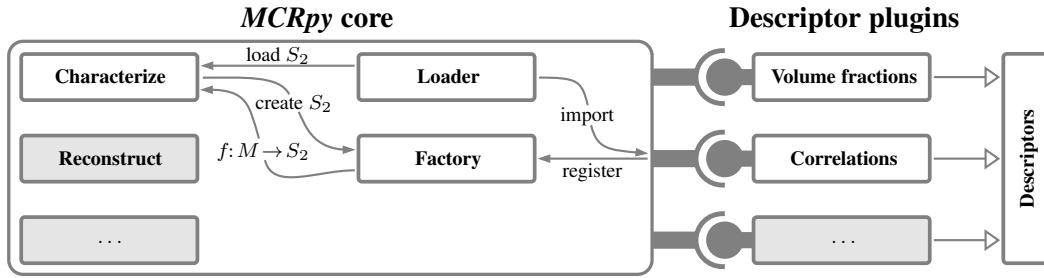 MCRpy core
Descriptor plugins
Characterize
load S₂
Loader
Volume fractions
create S₂
import
Reconstruct
f: M → S₂
Factory
register
Correlations
Descriptors
. . .
. . .